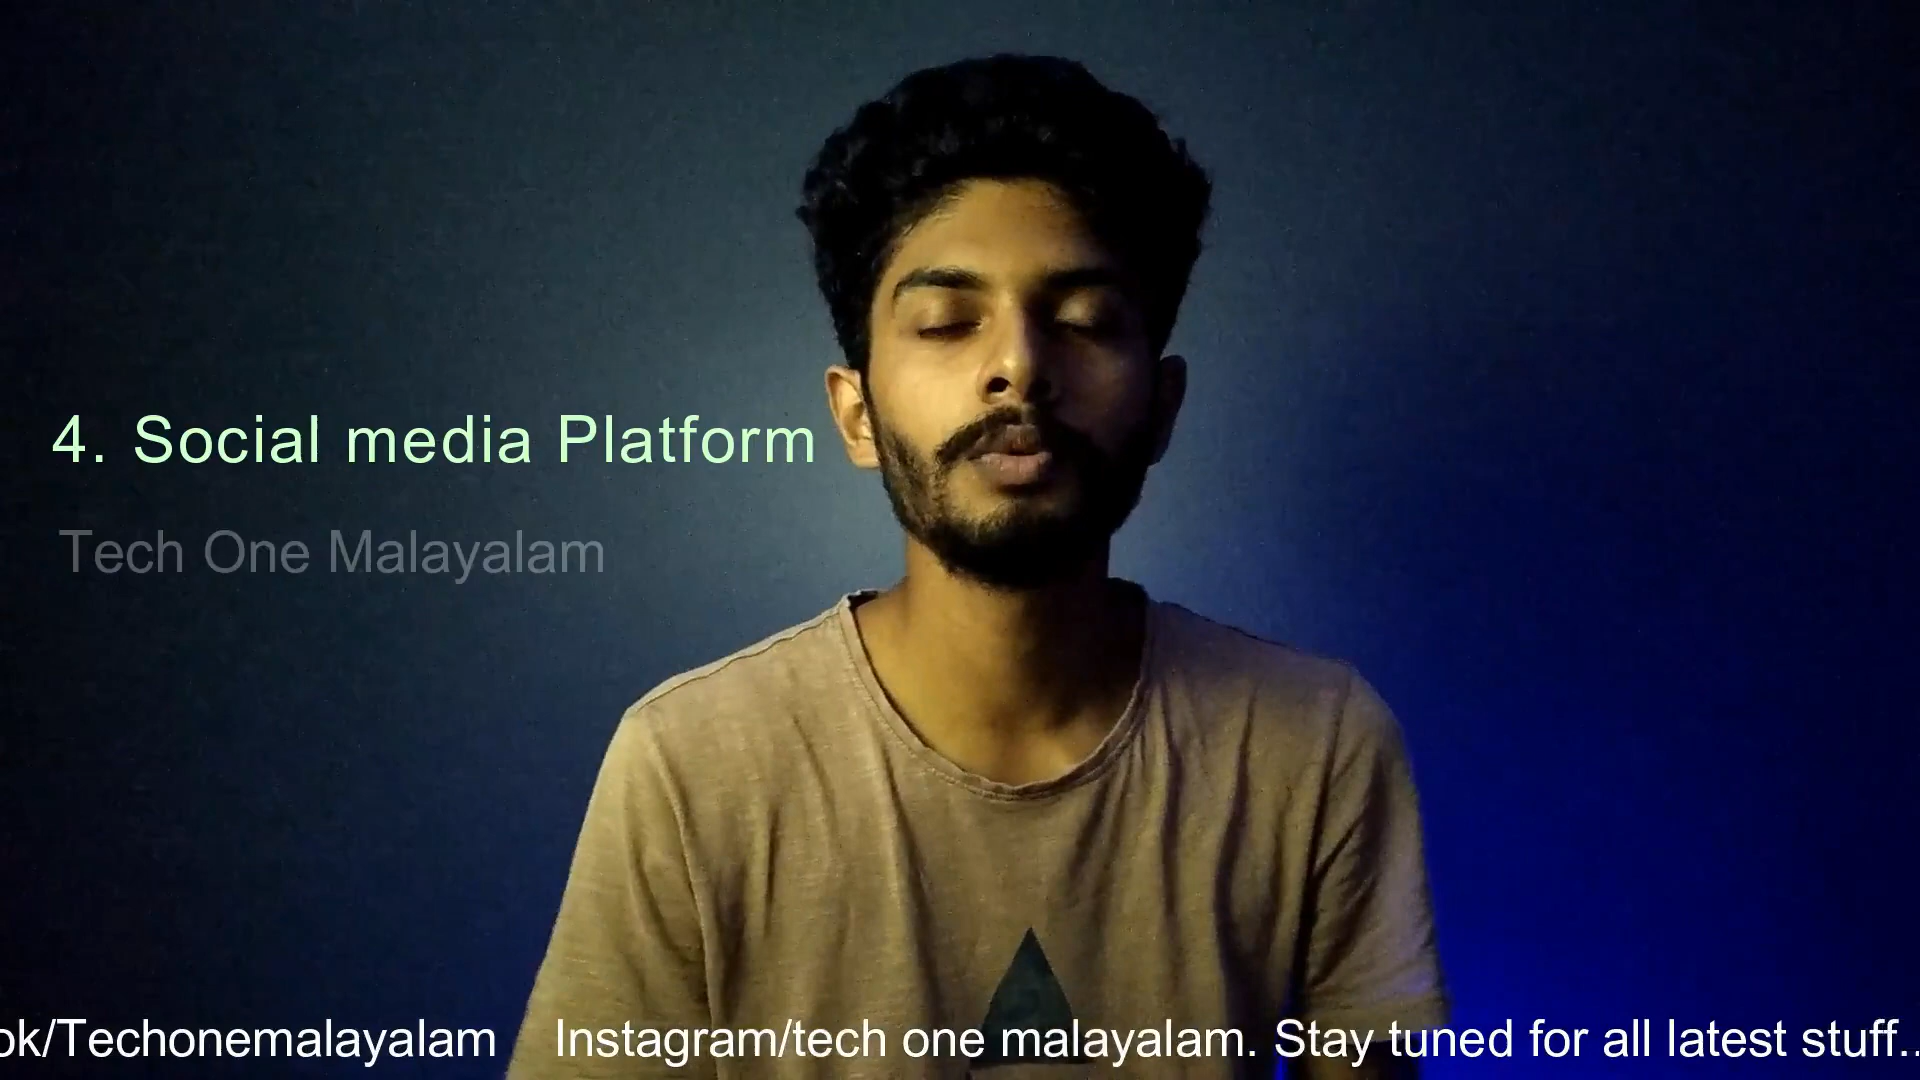 4. Social media Platform
Tech One Malayalam
ok/Techonemalayalam Instagram/tech one malayalam. Stay tuned for all latest stuff..